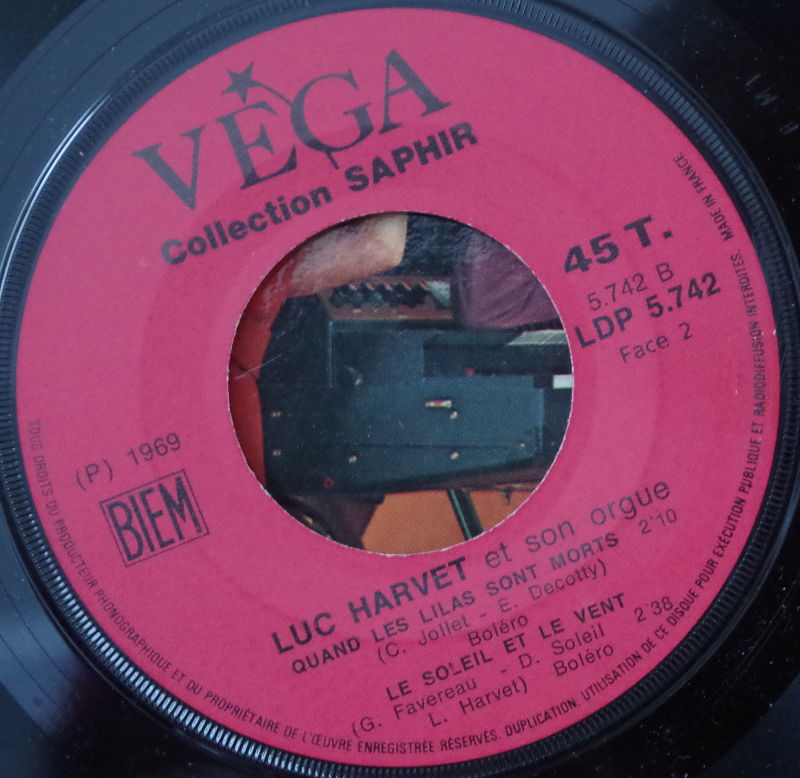 VÉGA
Collection SAPHIR
45 T.
5.742 B
LDP 5.742
Face 2
(P) 1969
BIEM
LUC HARVET et son orgue
QUAND LES LILAS SONT MORTS 2'10
(C. Jollet - E. Decotty)
Boléro
LE SOLEIL ET LE VENT 2'38
(G. Favereau - D. Soleil
L. Harvet) Boléro
TOUS DROITS DU PRODUCTEUR PHONOGRAPHIQUE ET DU PROPRIÉTAIRE DE L'ŒUVRE ENREGISTRÉE RÉSERVÉS. DUPLICATION, UTILISATION DE CE DISQUE POUR EXÉCUTION PUBLIQUE ET RADIODIFFUSION INTERDITES. MADE IN FRANCE.